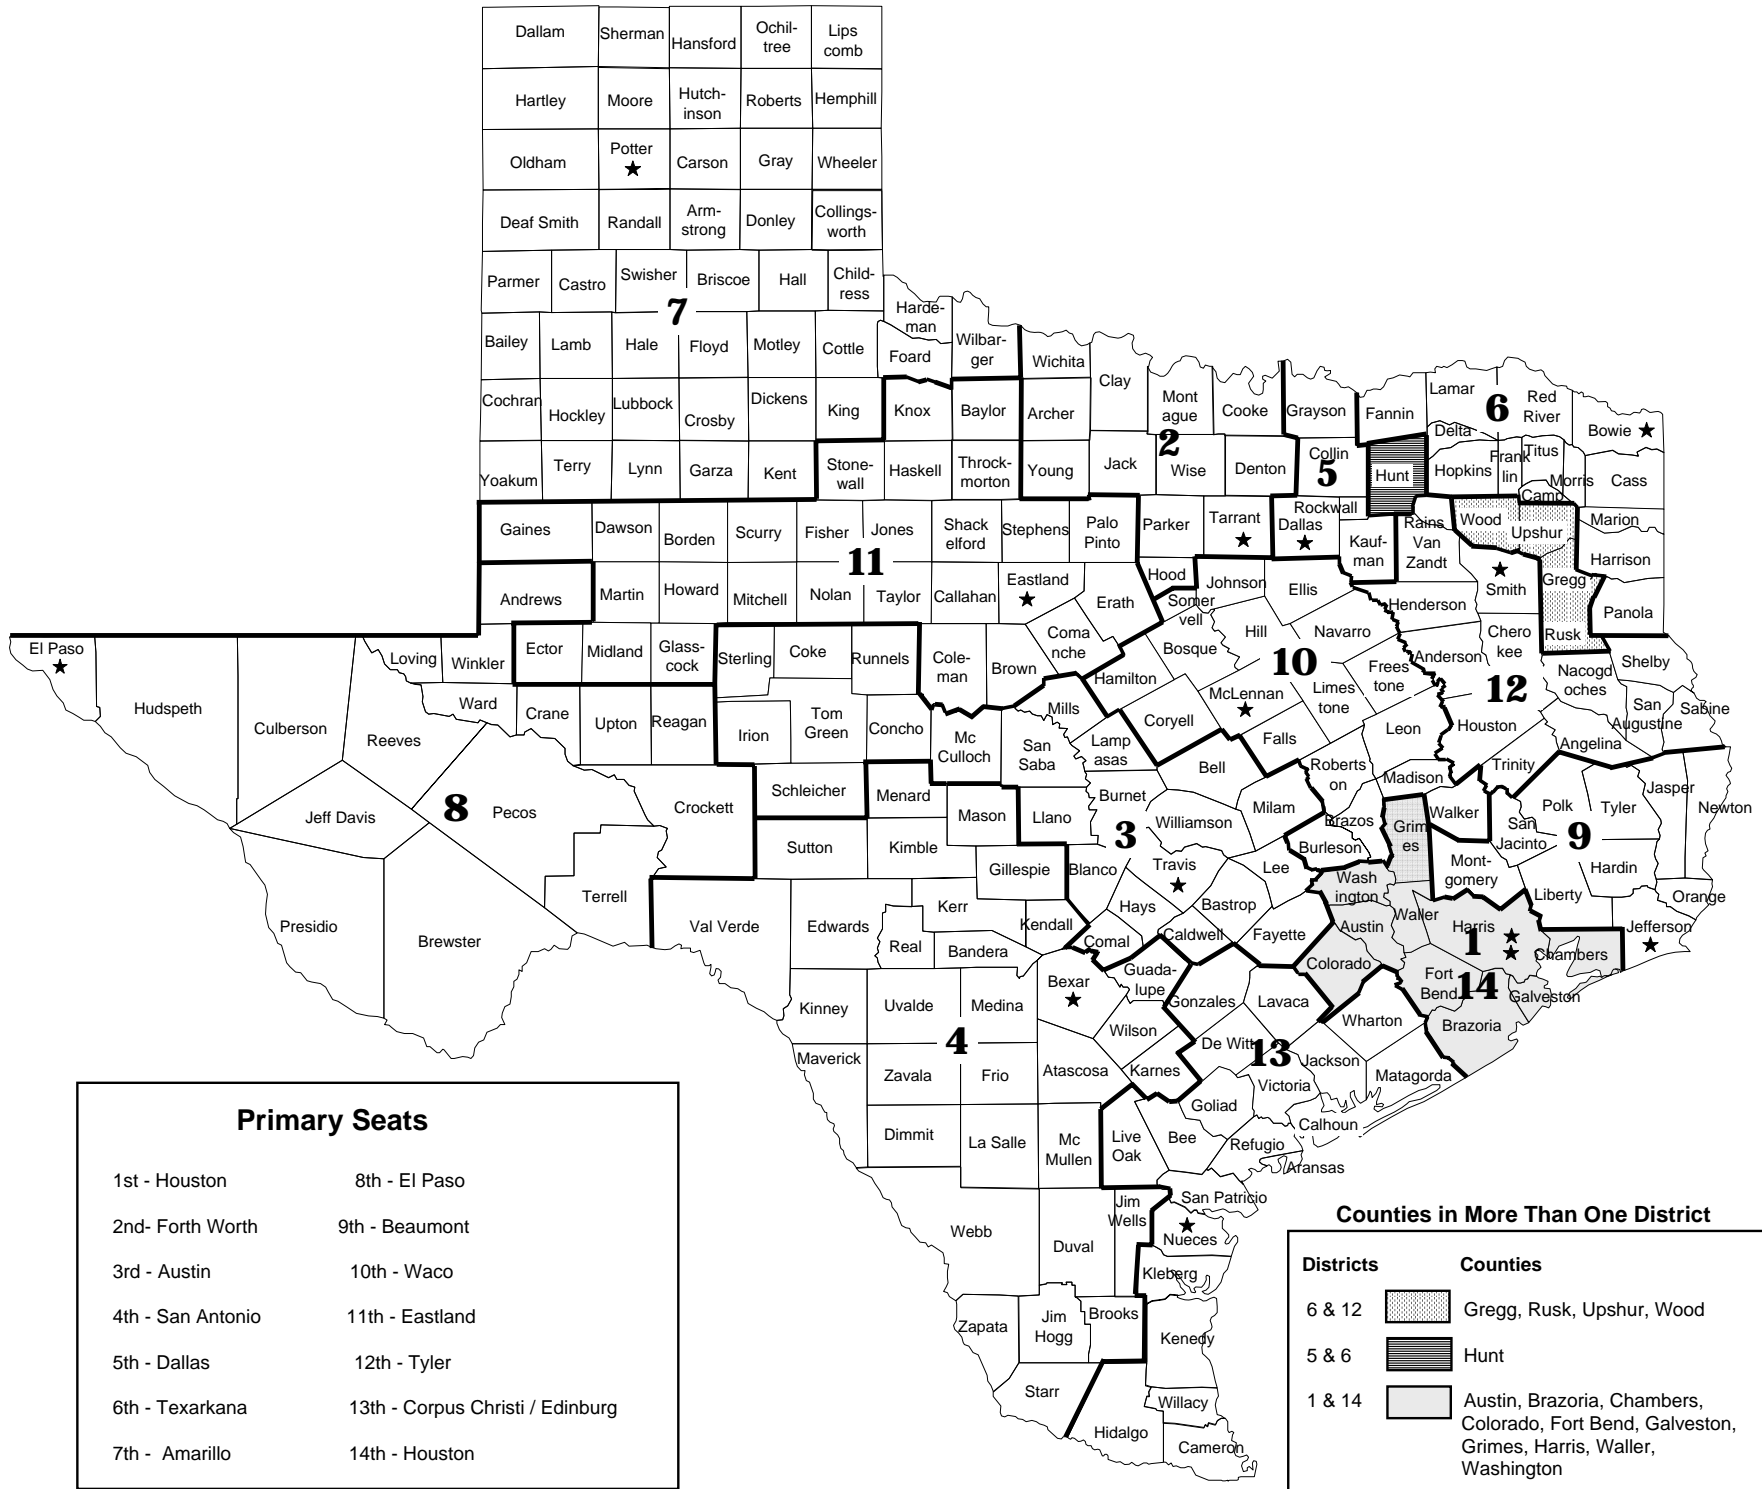 Dallam
Sherman
Hansford
Ochil-
tree
Lips
comb
Hartley
Moore
Hutch-
inson
Roberts
Hemphill
Oldham
Potter
Carson
Gray
Wheeler
Deaf Smith
Randall
Arm-
strong
Donley
Collings-
worth
Parmer
Castro
Swisher
Briscoe
Hall
Child-
ress
7
Harde-
man
Bailey
Lamb
Hale
Floyd
Motley
Cottle
Foard
Wilbar-
ger
Wichita
Clay
Cochran
Hockley
Lubbock
Crosby
Dickens
King
Knox
Baylor
Archer
Mont
ague
Cooke
Grayson
Fannin
Lamar
6
Red
River
Bowie
Delta
2
Yoakum
Terry
Lynn
Garza
Kent
Stone-
wall
Haskell
Throck-
morton
Young
Jack
Wise
Denton
Collin
5
Hunt
Hopkins
Frank
lin
Titus
Morris
Camp
Cass
Gaines
Dawson
Borden
Scurry
Fisher
Jones
Shack
elford
Stephens
Palo
Pinto
Parker
Tarrant
Rockwall
Dallas
Kauf-
man
Rains
Van
Zandt
Wood
Upshur
Marion
Harrison
11
Andrews
Martin
Howard
Mitchell
Nolan
Taylor
Callahan
Eastland
Erath
Hood
Somer
vell
Johnson
Ellis
Henderson
Smith
Gregg
Panola
Rusk
El Paso
Hudspeth
Culberson
Loving
Winkler
Ector
Midland
Glass-
cock
Sterling
Coke
Runnels
Cole-
man
Brown
Coma
nche
Hamilton
Bosque
Hill
Navarro
10
Frees
tone
Anderson
Chero
kee
12
Nacogd
oches
Shelby
San
Augustine
Sabine
Reeves
Ward
Crane
Upton
Reagan
Irion
Tom
Green
Concho
Mc
Culloch
San
Saba
Mills
Lamp
asas
Coryell
McLennan
Limes
tone
Falls
Leon
Houston
Angelina
Trinity
Bell
Roberts
on
Madison
Jeff Davis
8
Pecos
Crockett
Schleicher
Menard
Mason
Llano
Burnet
Williamson
Milam
3
Brazos
Burleson
Grim
es
Walker
San
Jacinto
Polk
Tyler
Jasper
Newton
9
Hardin
Mont-
gomery
Liberty
Orange
Jefferson
Sutton
Kimble
Gillespie
Blanco
Travis
Lee
Wash
ington
Presidio
Brewster
Terrell
Val Verde
Edwards
Kerr
Real
Bandera
Kendall
Hays
Comal
Caldwell
Bastrop
Fayette
Austin
Waller
Harris
1
Chambers
Colorado
Fort
Bend
14
Galveston
Brazoria
Kinney
Uvalde
Medina
Bexar
Guada-
lupe
Gonzales
Lavaca
Wharton
4
Wilson
De Witt
13
Jackson
Matagorda
Maverick
Zavala
Frio
Atascosa
Karnes
Victoria
Goliad
Calhoun
Dimmit
La Salle
Mc
Mullen
Live
Oak
Bee
Refugio
Aransas
San Patricio
Webb
Duval
Jim
Wells
Nueces
Kleberg
Zapata
Jim
Hogg
Brooks
Kenedy
Starr
Willacy
Hidalgo
Cameron
Primary Seats
1st - Houston
8th - El Paso
2nd- Forth Worth
9th - Beaumont
3rd - Austin
10th - Waco
4th - San Antonio
11th - Eastland
5th - Dallas
12th - Tyler
6th - Texarkana
13th - Corpus Christi / Edinburg
7th - Amarillo
14th - Houston
Counties in More Than One District
Districts
Counties
6 & 12
Gregg, Rusk, Upshur, Wood
5 & 6
Hunt
1 & 14
Austin, Brazoria, Chambers,
Colorado, Fort Bend, Galveston,
Grimes, Harris, Waller,
Washington